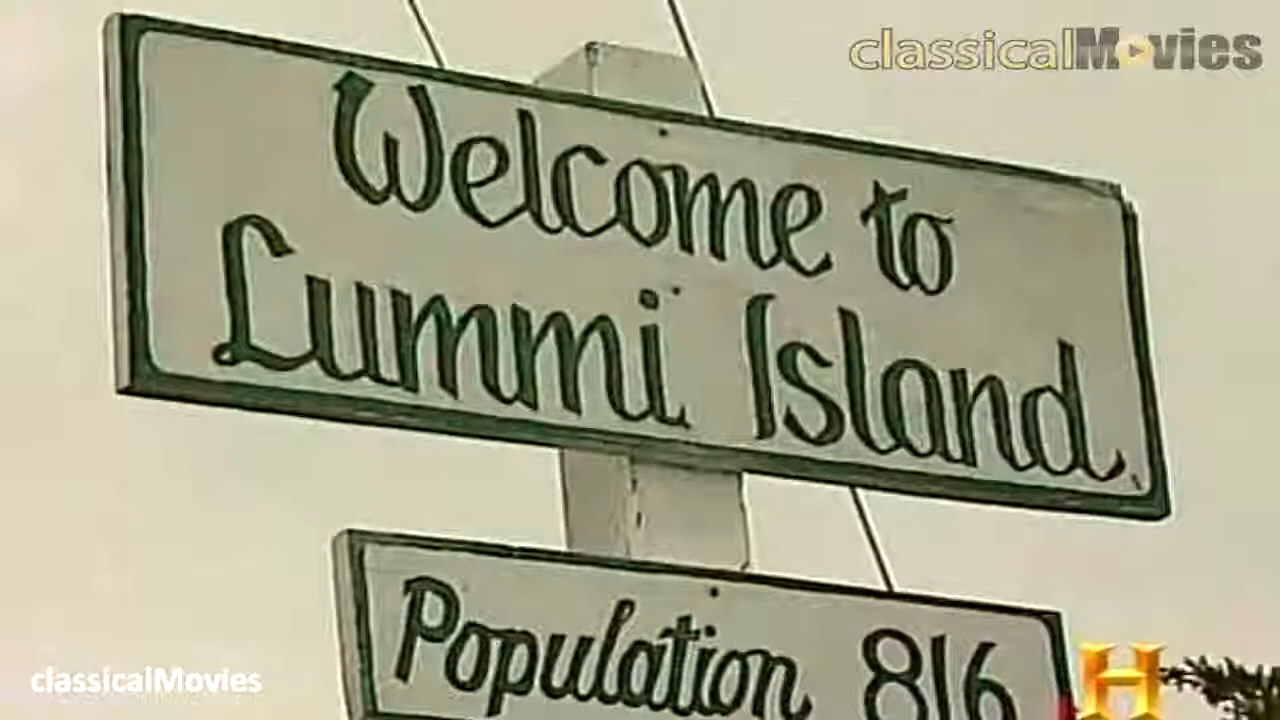 classicalMovies
Welcome to
Lummi Island
Population 816
H
classicalMovies